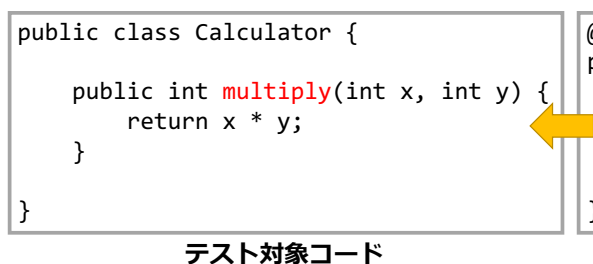 public class Calculator {
    public int multiply(int x, int y) {
        return x * y;
    }
}
@
}
テスト対象コード